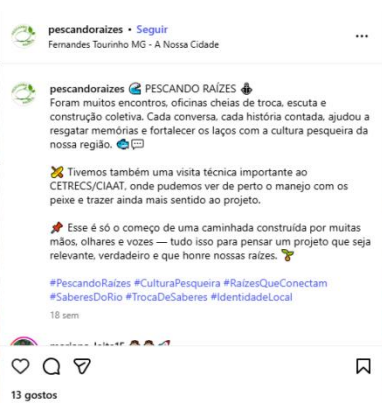 pescandoraizes • Seguir
Fernandes Tourinho MG - A Nossa Cidade
pescandoraizes 🌊 PESCANDO RAÍZES 🎣
Foram muitos encontros, oficinas cheias de troca, escuta e
construção coletiva. Cada conversa, cada história contada, ajudou a
resgatar memórias e fortalecer os laços com a cultura pesqueira da
nossa região. 🐟💬
Tivemos também uma visita técnica importante ao
CETRECS/CIAAT, onde pudemos ver de perto o manejo com os
peixe e trazer ainda mais sentido ao projeto.
📌 Esse é só o começo de uma caminhada construída por muitas
mãos, olhares e vozes — tudo isso para pensar um projeto que seja
relevante, verdadeiro e que honre nossas raízes. 🌱
#PescandoRaízes #CulturaPesqueira #RaízesQueConectam
#SaberesDoRio #TrocaDeSaberes #IdentidadeLocal
18 sem
13 gostos